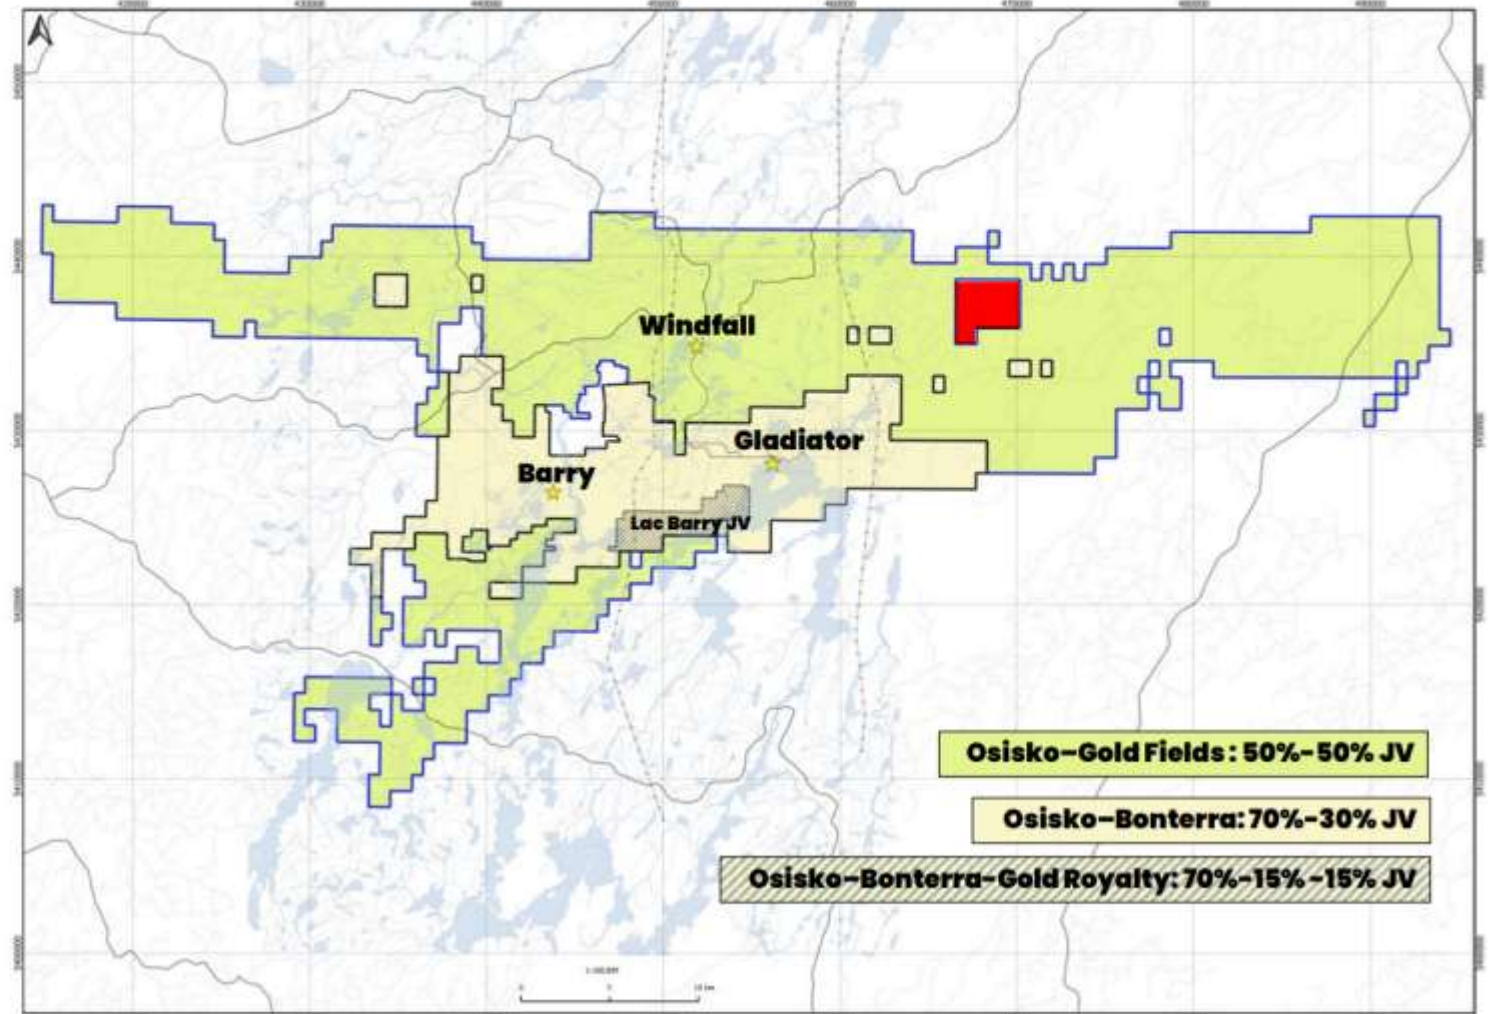 Windfall
Gladiator
Barry
Lac Barry JV
Osisko–Gold Fields : 50%-50% JV
Osisko–Bonterra: 70%-30% JV
Osisko–Bonterra-Gold Royalty: 70%-15% -15% JV